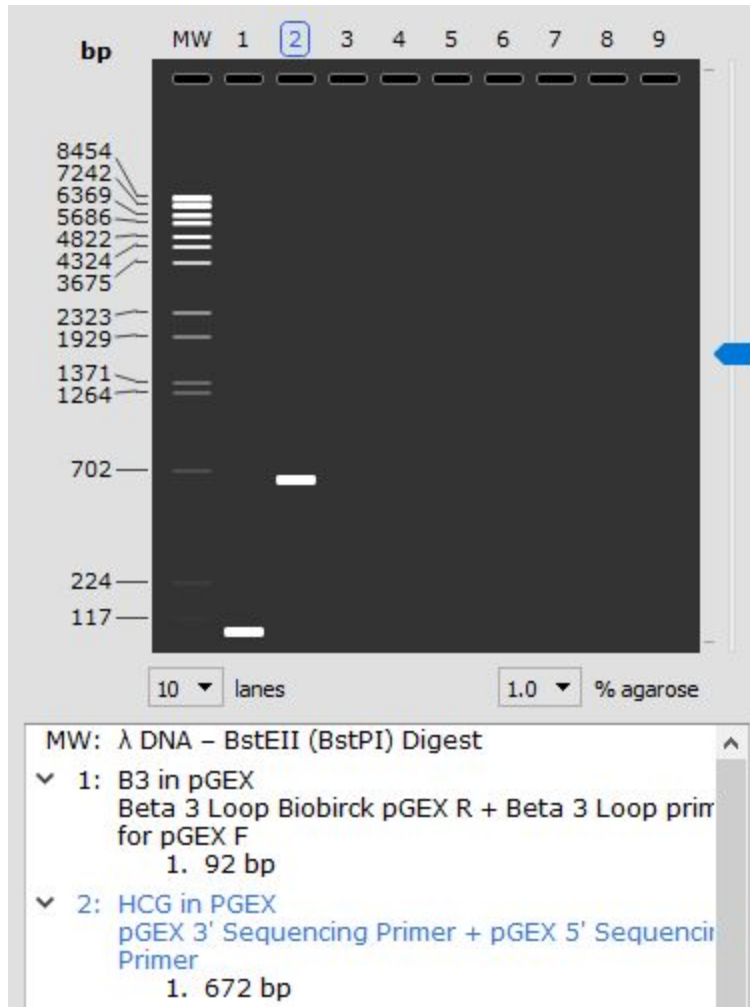 bp MW 1 2 3 4 5 6 7 8 9
8454
7242
6369
5686
4822
4324
3675
2323
1929
1371
1264
702
224
117
10 lanes 1.0 % agarose
MW: λ DNA – BstEII (BstPI) Digest
1: B3 in pGEX
Beta 3 Loop Biobirck pGEX R + Beta 3 Loop prim
for pGEX F
1. 92 bp
2: HCG in PGEX
pGEX 3' Sequencing Primer + pGEX 5' Sequencin
Primer
1. 672 bp